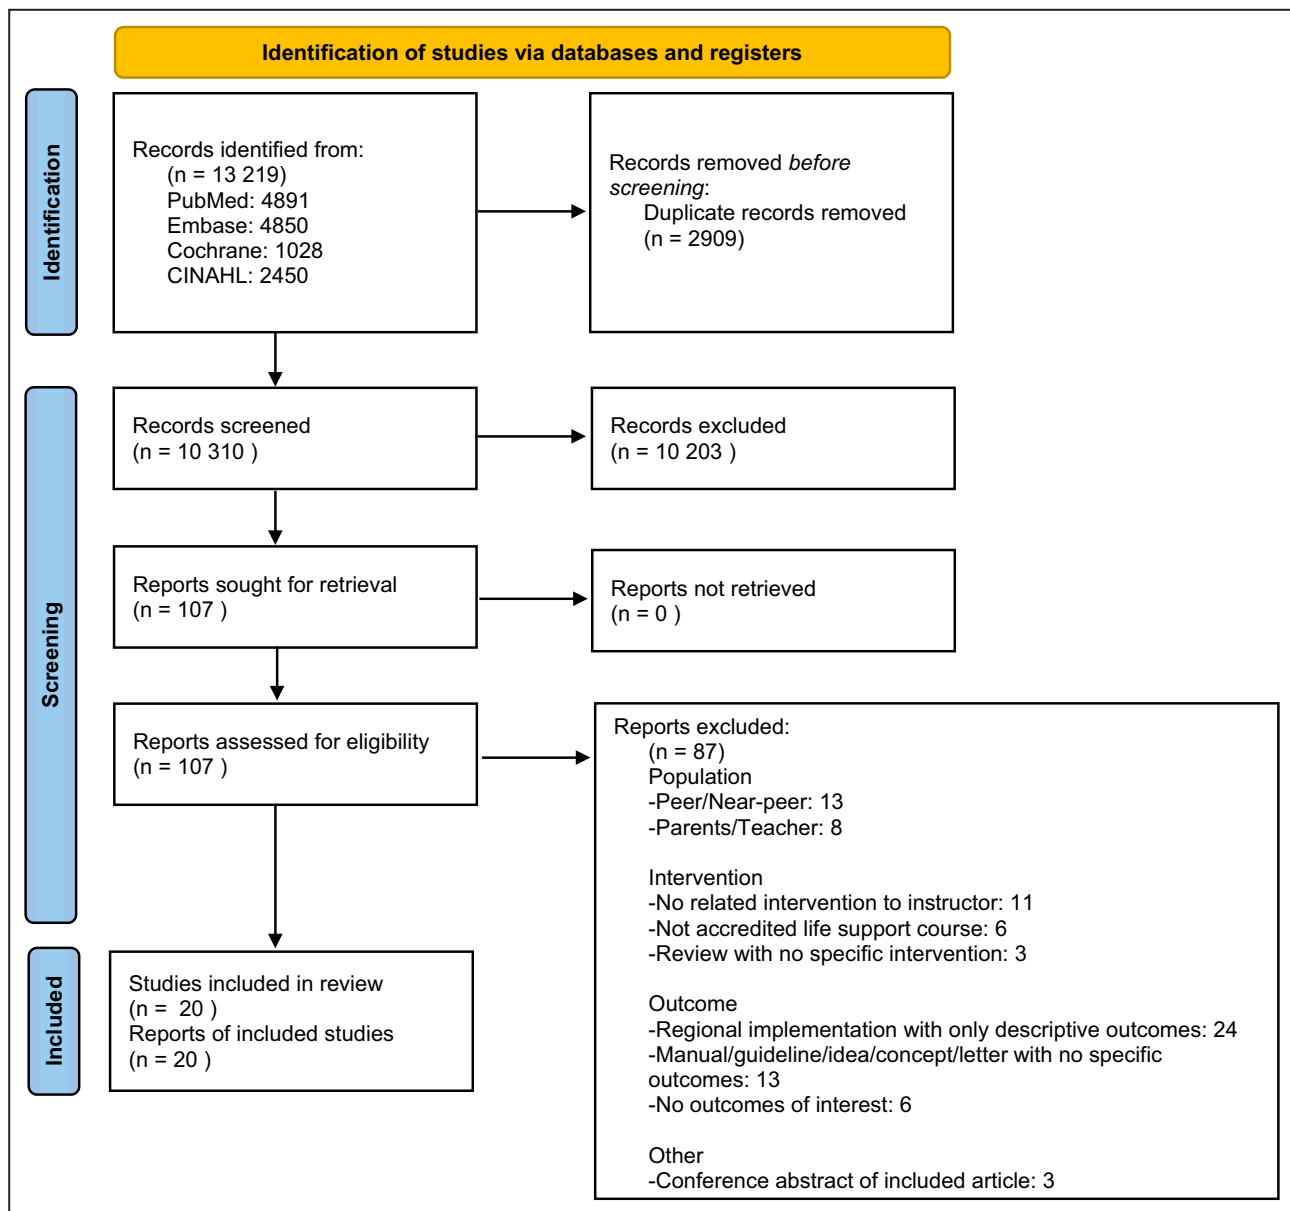 Identification of studies via databases and registers
Identification
Records identified from:
(n = 13 219)
PubMed: 4891
Embase: 4850
Cochrane: 1028
CINAHL: 2450
Records removed before
screening:
Duplicate records removed
(n = 2909)
Screening
Records screened
(n = 10 310 )
Records excluded
(n = 10 203 )
Reports sought for retrieval
(n = 107 )
Reports not retrieved
(n = 0 )
Reports assessed for eligibility
(n = 107 )
Reports excluded:
(n = 87)
Population
-Peer/Near-peer: 13
-Parents/Teacher: 8
Intervention
-No related intervention to instructor: 11
-Not accredited life support course: 6
-Review with no specific intervention: 3
Outcome
-Regional implementation with only descriptive outcomes: 24
-Manual/guideline/idea/concept/letter with no specific
outcomes: 13
-No outcomes of interest: 6
Other
-Conference abstract of included article: 3
Included
Studies included in review
(n =  20 )
Reports of included studies
(n = 20 )